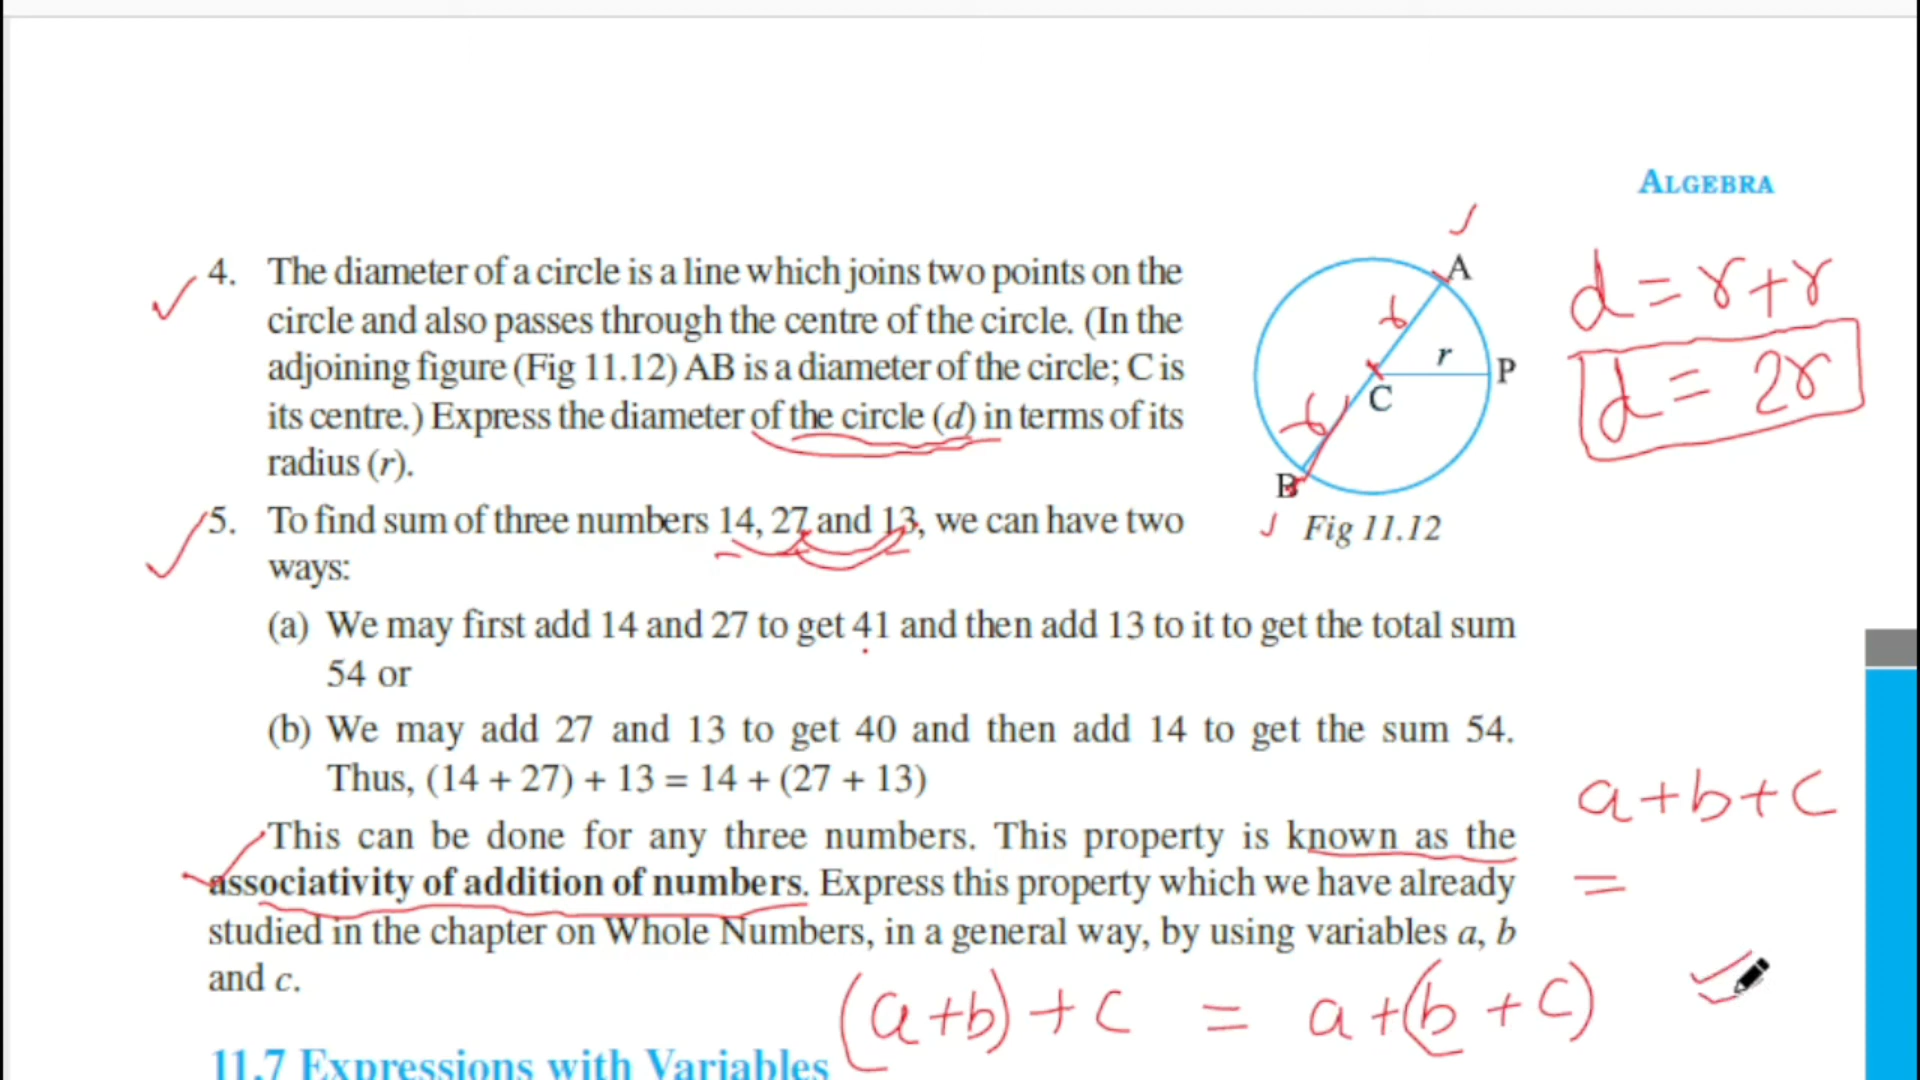 ALGEBRA
4. The diameter of a circle is a line which joins two points on the
circle and also passes through the centre of the circle. (In the
adjoining figure (Fig 11.12) AB is a diameter of the circle; C is
its centre.) Express the diameter of the circle (d) in terms of its
radius (r).
A
r
P
C
B
Fig 11.12
d = r + r
d = 2r
5. To find sum of three numbers 14, 27 and 13, we can have two
ways:
(a) We may first add 14 and 27 to get 41 and then add 13 to it to get the total sum
54 or
(b) We may add 27 and 13 to get 40 and then add 14 to get the sum 54.
Thus, (14 + 27) + 13 = 14 + (27 + 13)
a + b + c
=
This can be done for any three numbers. This property is known as the
associativity of addition of numbers. Express this property which we have already
studied in the chapter on Whole Numbers, in a general way, by using variables a, b
and c.
(a + b) + c = a + (b + c)
11.7 Expressions with Variables